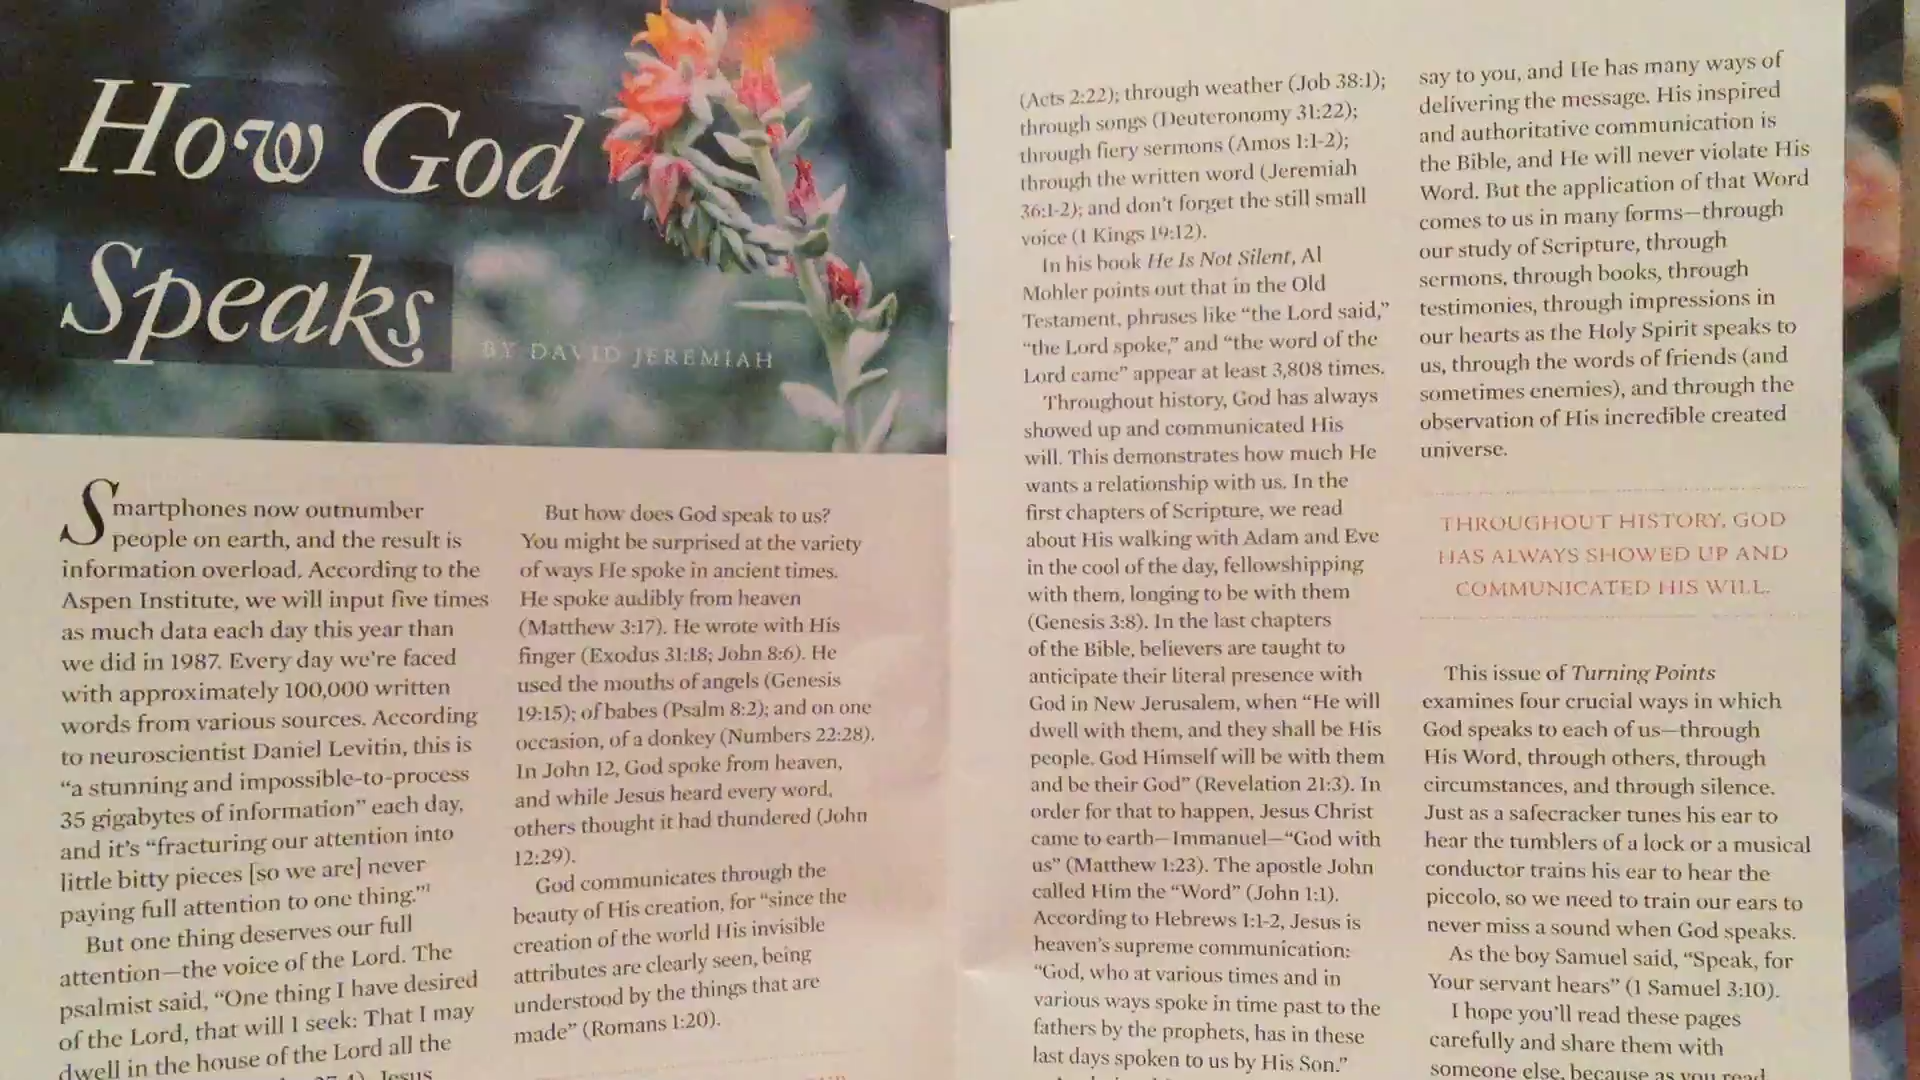 How God
Speaks
BY DAVID JEREMIAH
Smartphones now outnumber
people on earth, and the result is
information overload. According to the
Aspen Institute, we will input five times
as much data each day this year than
we did in 1987. Every day we're faced
with approximately 100,000 written
words from various sources. According
to neuroscientist Daniel Levitin, this is
“a stunning and impossible-to-process
35 gigabytes of information” each day,
and it's “fracturing our attention into
little bitty pieces [so we are] never
paying full attention to one thing.”1
But one thing deserves our full
attention—the voice of the Lord. The
psalmist said, “One thing I have desired
of the Lord, that will I seek: That I may
dwell in the house of the Lord all the
Jesus
But how does God speak to us?
You might be surprised at the variety
of ways He spoke in ancient times.
He spoke audibly from heaven
(Matthew 3:17). He wrote with His
finger (Exodus 31:18; John 8:6). He
used the mouths of angels (Genesis
19:15); of babes (Psalm 8:2); and on one
occasion, of a donkey (Numbers 22:28).
In John 12, God spoke from heaven,
and while Jesus heard every word,
others thought it had thundered (John
12:29).
God communicates through the
beauty of His creation, for “since the
creation of the world His invisible
attributes are clearly seen, being
understood by the things that are
made” (Romans 1:20).
(Acts 2:22); through weather (Job 38:1);
through songs (Deuteronomy 31:22);
through fiery sermons (Amos 1:1-2);
through the written word (Jeremiah
36:1-2); and don't forget the still small
voice (1 Kings 19:12).
In his book He Is Not Silent, Al
Mohler points out that in the Old
Testament, phrases like “the Lord said,”
“the Lord spoke,” and “the word of the
Lord came” appear at least 3,808 times.
Throughout history, God has always
showed up and communicated His
will. This demonstrates how much He
wants a relationship with us. In the
first chapters of Scripture, we read
about His walking with Adam and Eve
in the cool of the day, fellowshipping
with them, longing to be with them
(Genesis 3:8). In the last chapters
of the Bible, believers are taught to
anticipate their literal presence with
God in New Jerusalem, when “He will
dwell with them, and they shall be His
people. God Himself will be with them
and be their God” (Revelation 21:3). In
order for that to happen, Jesus Christ
came to earth—Immanuel—“God with
us” (Matthew 1:23). The apostle John
called Him the “Word” (John 1:1).
According to Hebrews 1:1-2, Jesus is
heaven's supreme communication:
“God, who at various times and in
various ways spoke in time past to the
fathers by the prophets, has in these
last days spoken to us by His Son.”
say to you, and He has many ways of
delivering the message. His inspired
and authoritative communication is
the Bible, and He will never violate His
Word. But the application of that Word
comes to us in many forms—through
our study of Scripture, through
sermons, through books, through
testimonies, through impressions in
our hearts as the Holy Spirit speaks to
us, through the words of friends (and
sometimes enemies), and through the
observation of His incredible created
universe.
THROUGHOUT HISTORY, GOD
HAS ALWAYS SHOWED UP AND
COMMUNICATED HIS WILL.
This issue of Turning Points
examines four crucial ways in which
God speaks to each of us—through
His Word, through others, through
circumstances, and through silence.
Just as a safecracker tunes his ear to
hear the tumblers of a lock or a musical
conductor trains his ear to hear the
piccolo, so we need to train our ears to
never miss a sound when God speaks.
As the boy Samuel said, “Speak, for
Your servant hears” (1 Samuel 3:10).
I hope you'll read these pages
carefully and share them with
someone else, because as you read